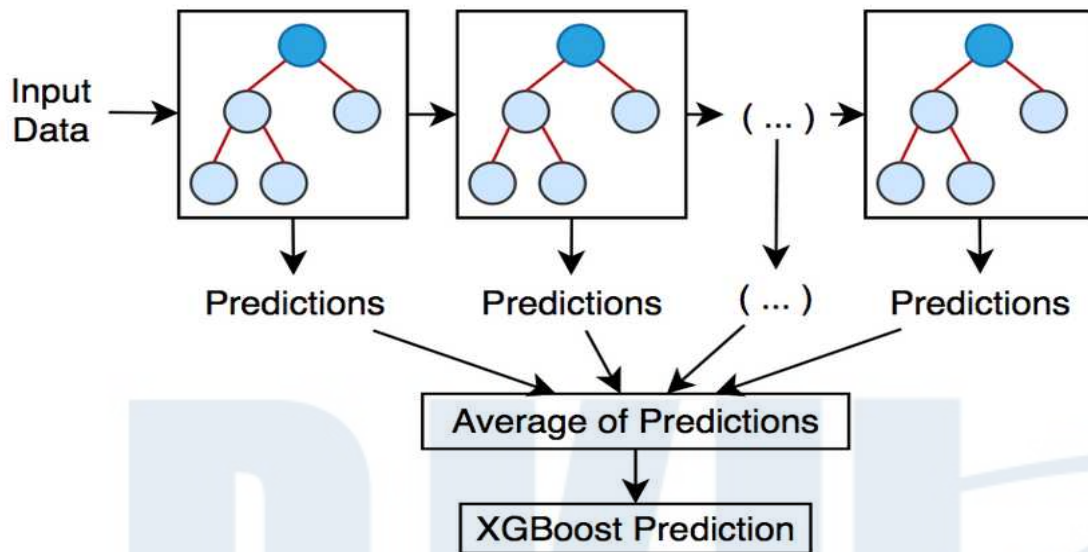 Input
Data
( ... )
Predictions
Predictions
( ... )
Predictions
Average of Predictions
XGBoost Prediction